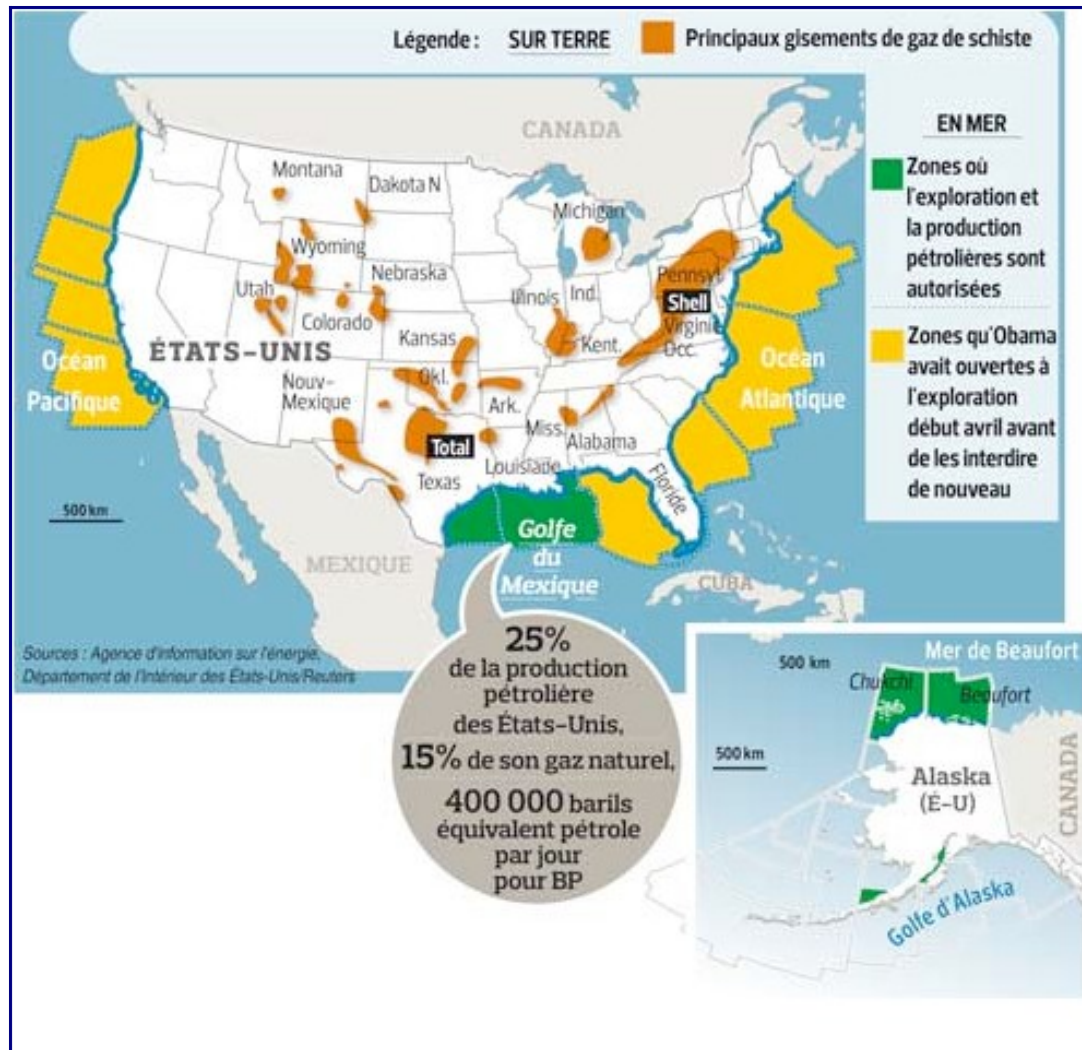 Légende : SUR TERRE Principaux gisements de gaz de schiste
CANADA
EN MER
Zones où
l'exploration et
la production
pétrolières sont
autorisées
Zones qu'Obama
avait ouvertes à
l'exploration
début avril avant
de les interdire
de nouveau
Montana
Dakota N
Michigan
Wyoming
Nebraska
Pennsyl.
Utah
Illinois
Ind.
Shell
Colorado
Virginie
Occ.
Kansas
Kent.
ÉTATS-UNIS
Océan
Pacifique
Océan
Atlantique
Nouv-
Mexique
Okl.
Ark.
Miss.
Alabama
Total
Texas
Louisiade
Floride
500 km
Golfe
du
Mexique
MEXIQUE
CUBA
Sources : Agence d'information sur l'énergie,
Département de l'Intérieur des États-Unis/Reuters
25%
de la production
pétrolière
des États-Unis,
15% de son gaz naturel,
400 000 barils
équivalent pétrole
par jour
pour BP
Mer de Beaufort
500 km
Chukchi
Beaufort
500 km
Alaska
(É-U)
CANADA
Golfe d'Alaska